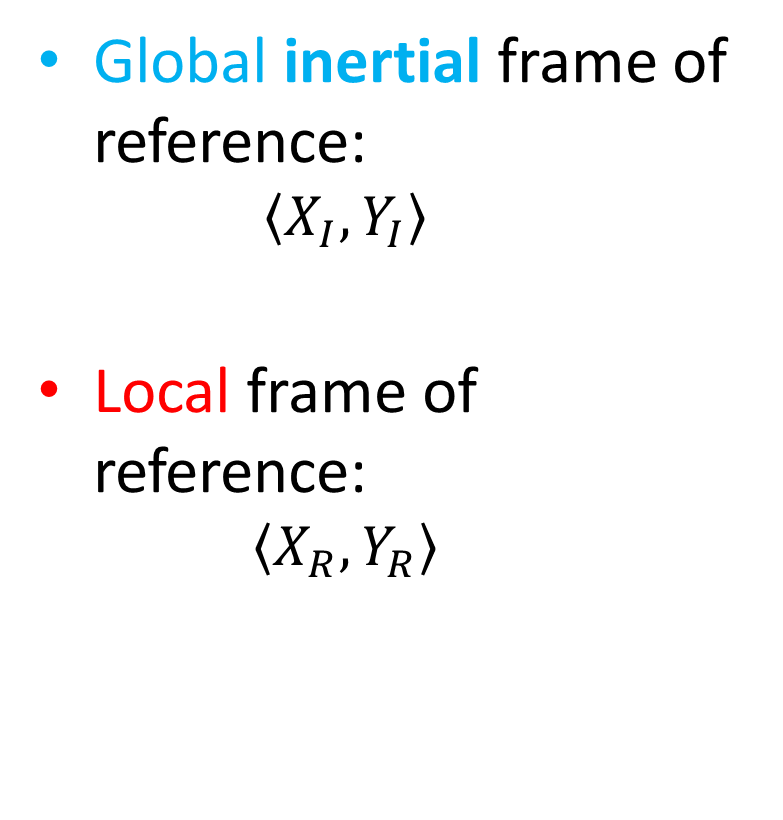 • Global inertial frame of
reference:
⟨X_I, Y_I⟩
• Local frame of
reference:
⟨X_R, Y_R⟩